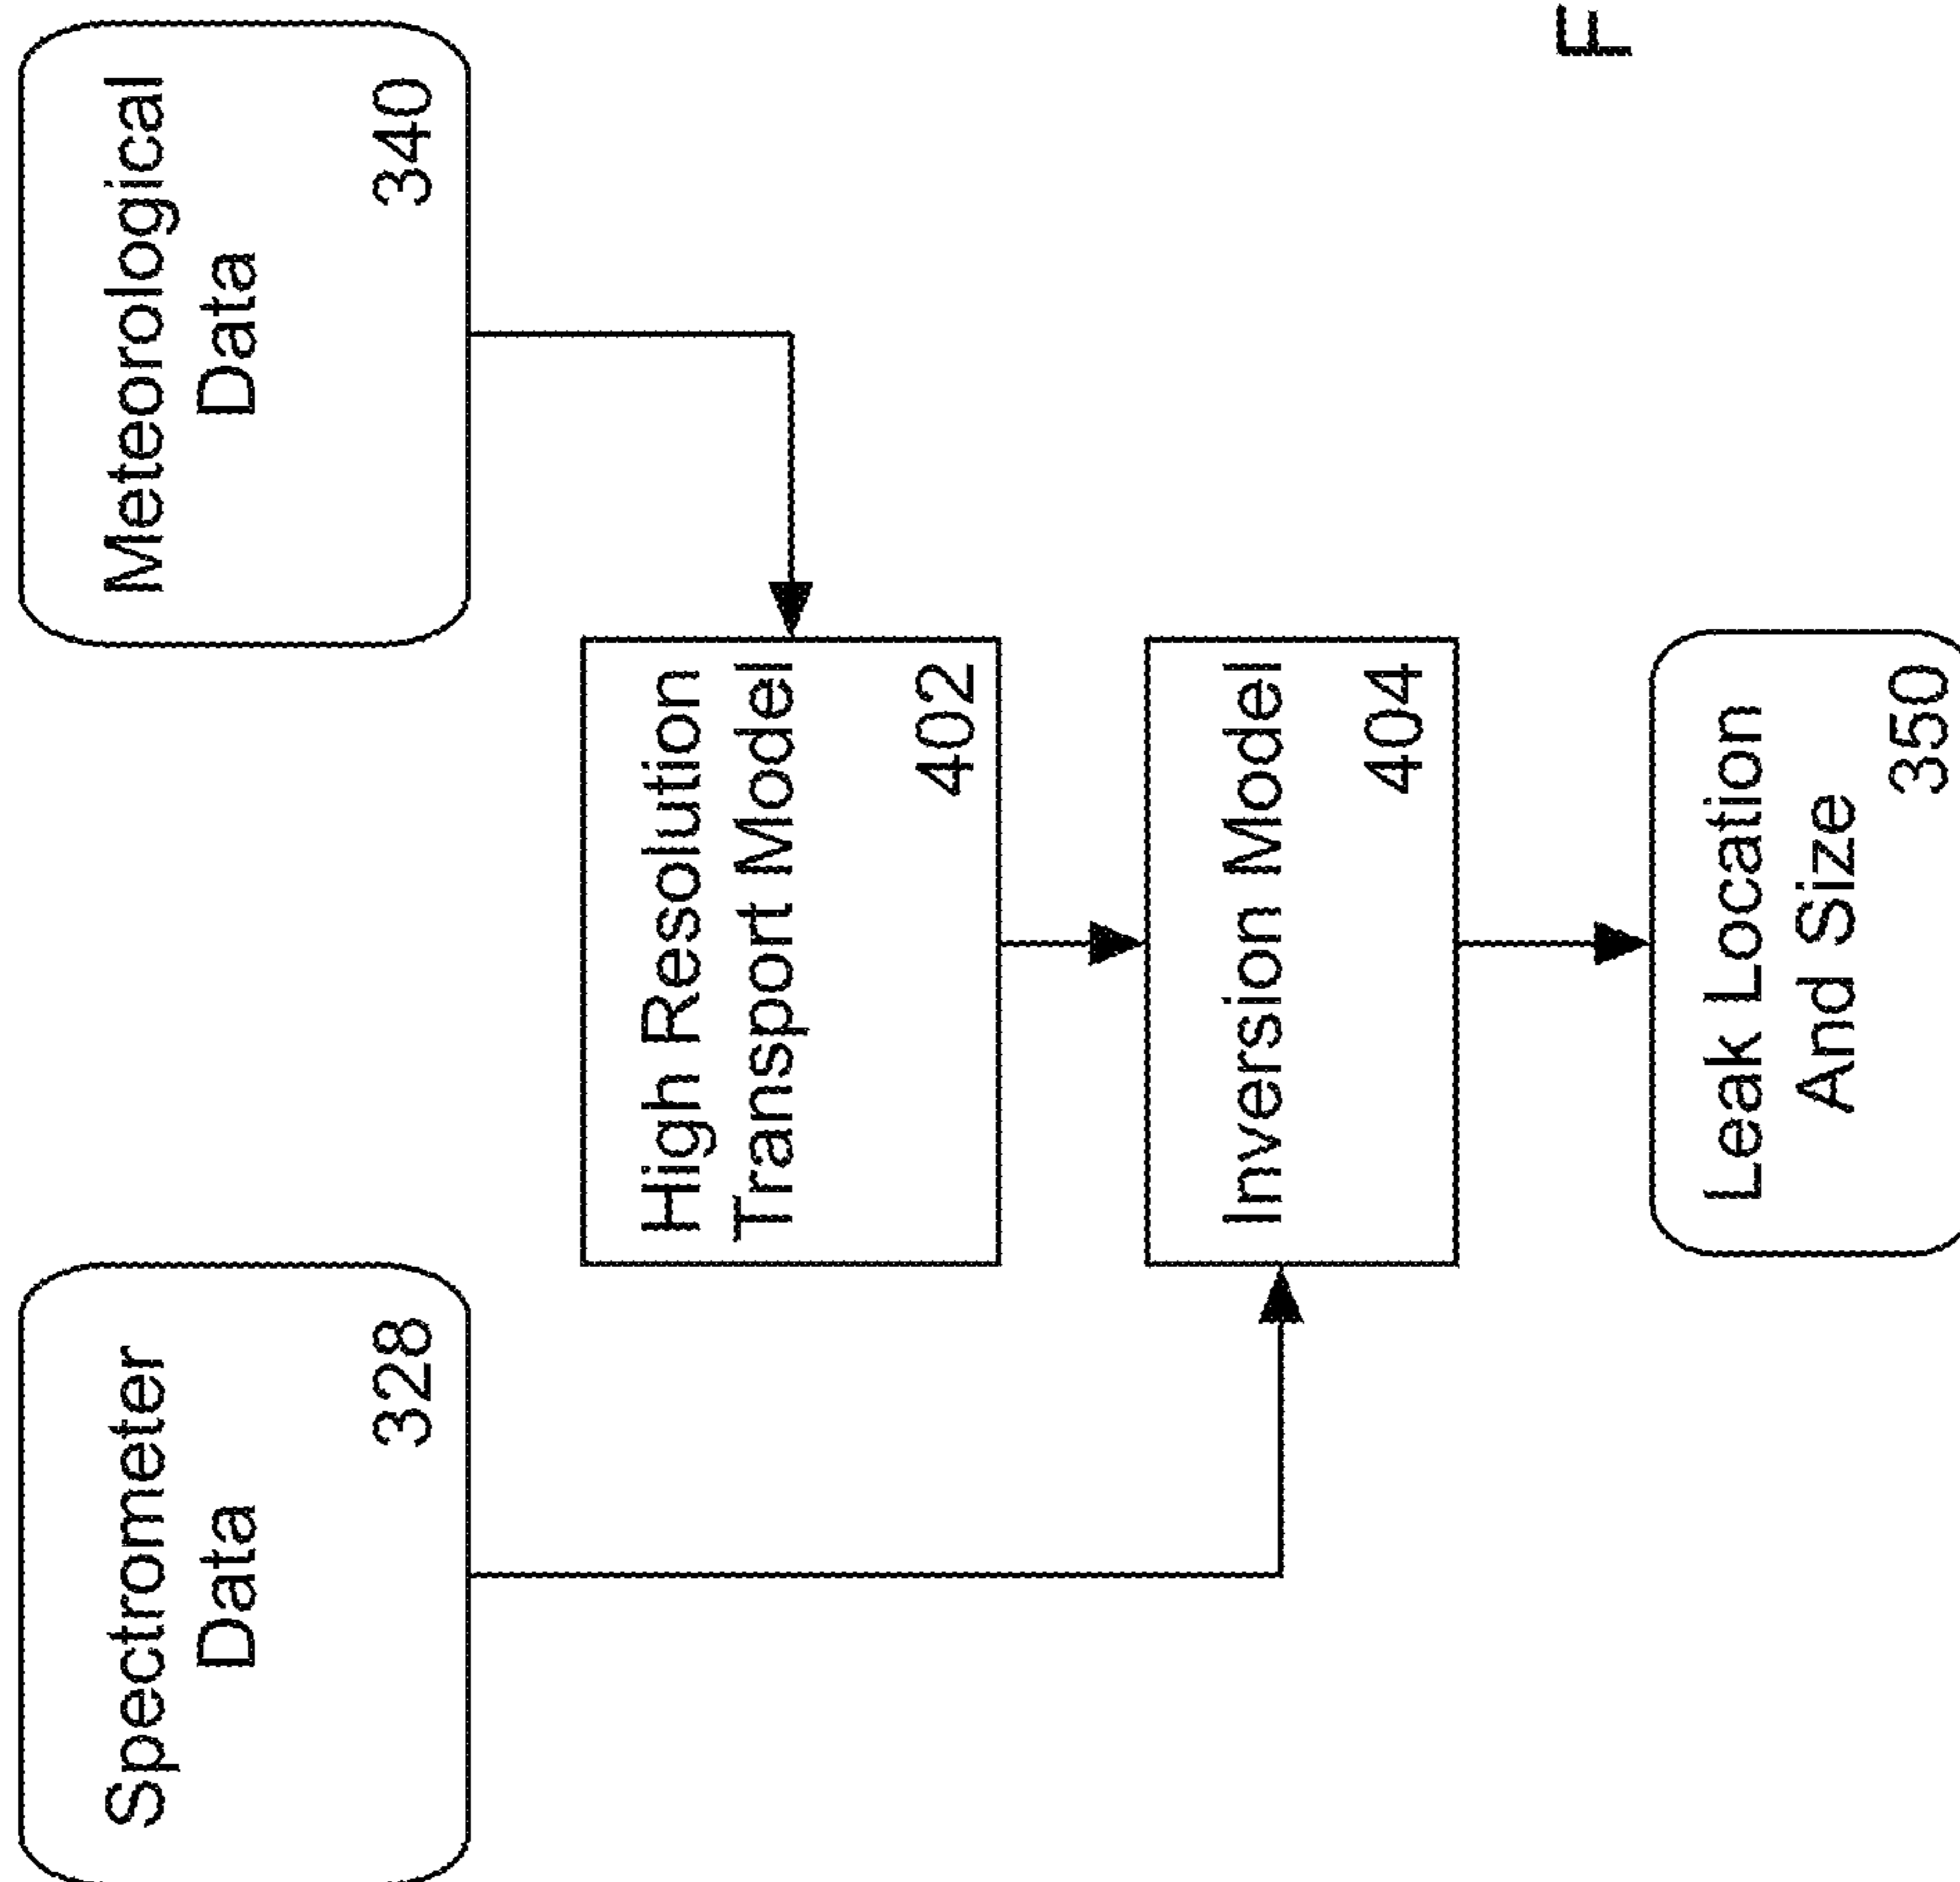 Spectrometer
Data
328
Meteorological
Data
340
High Resolution
Transport Model
402
Inversion Model
404
Leak Location
And Size
350
F